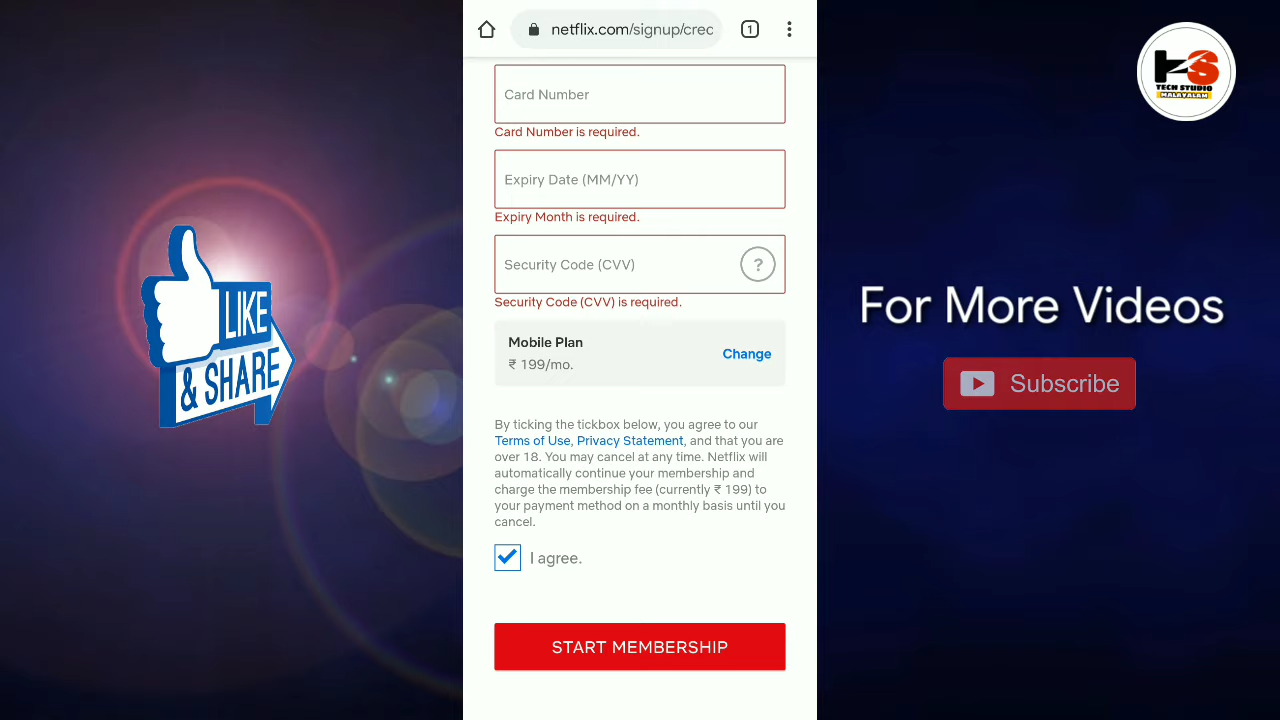 netflix.com/signup/crec
1
Card Number
Card Number is required.
Expiry Date (MM/YY)
Expiry Month is required.
Security Code (CVV)
?
Security Code (CVV) is required.
Mobile Plan
₹ 199/mo.
Change
By ticking the tickbox below, you agree to our
Terms of Use, Privacy Statement, and that you are
over 18. You may cancel at any time. Netflix will
automatically continue your membership and
charge the membership fee (currently ₹ 199) to
your payment method on a monthly basis until you
cancel.
I agree.
START MEMBERSHIP
LIKE
& SHARE
TECH STUDIO
MALAYALAM
For More Videos
Subscribe